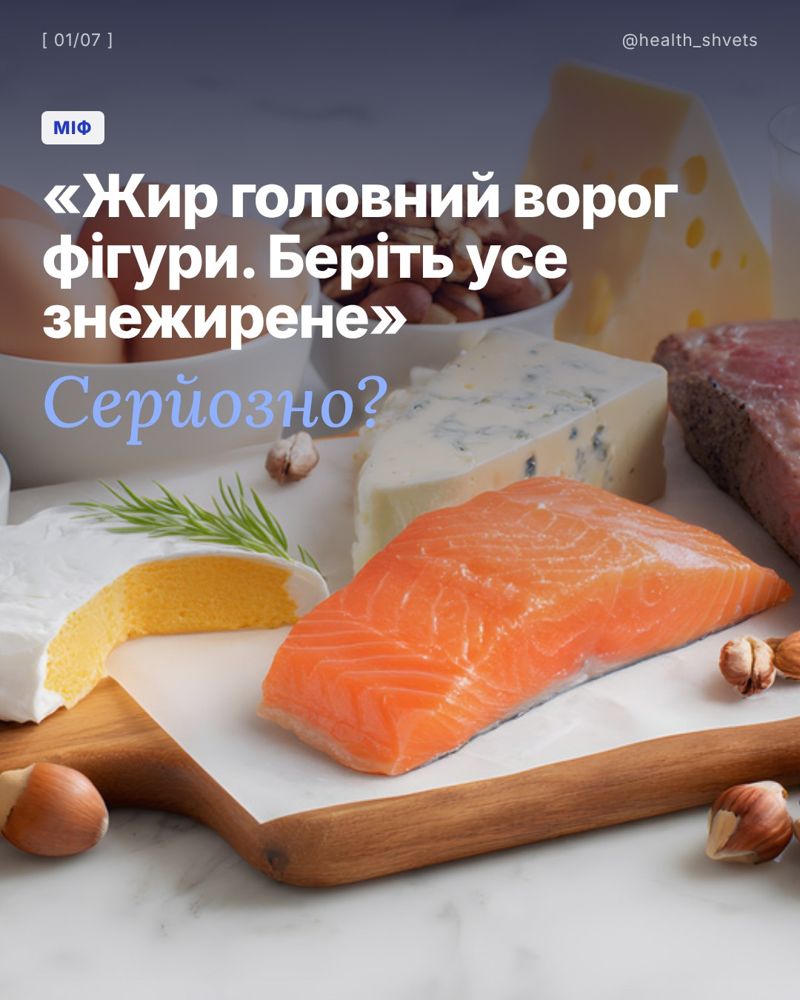 [ 01/07 ]
@health_shvets
МІФ
«Жир головний ворог
фігури. Беріть усе
знежирене»
Серйозно?